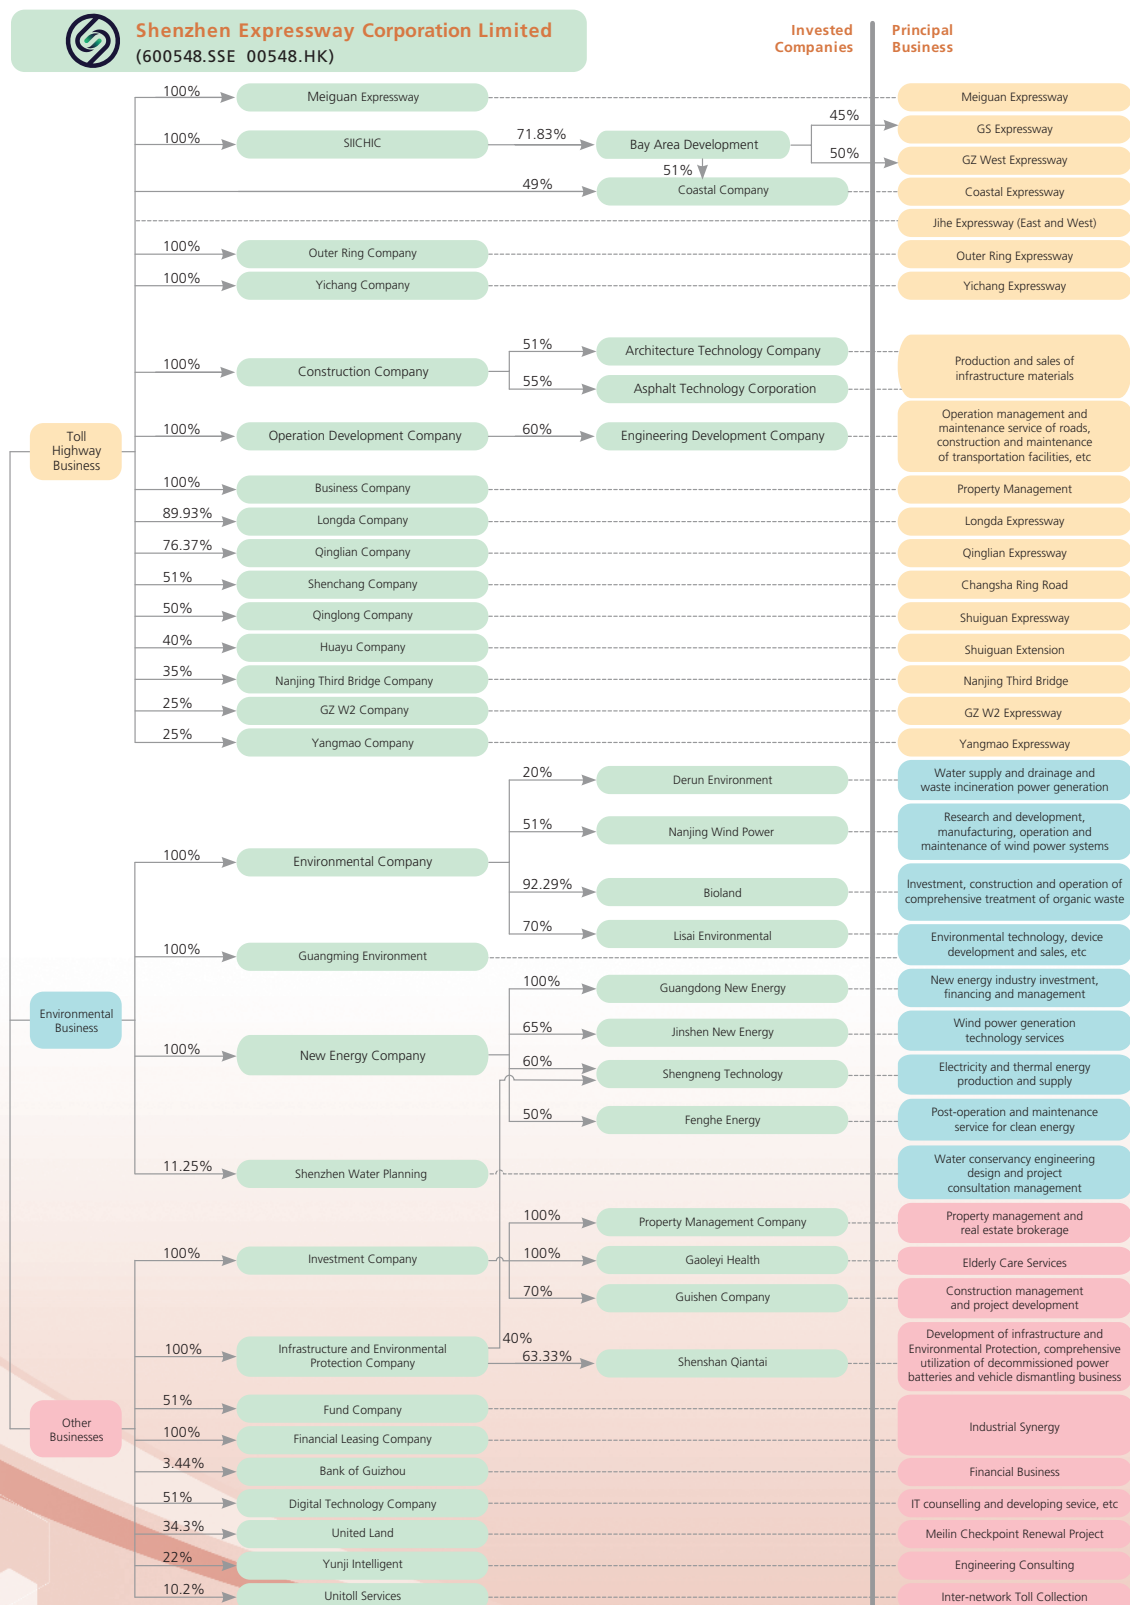 Shenzhen Expressway Corporation Limited
(600548.SSE 00548.HK)
Invested
Companies
Principal
Business
100%
Meiguan Expressway
Meiguan Expressway
100%
SIICHIC
71.83%
Bay Area Development
45%
GS Expressway
50%
GZ West Expressway
51%
49%
Coastal Company
Coastal Expressway
Jihe Expressway (East and West)
100%
Outer Ring Company
Outer Ring Expressway
100%
Yichang Company
Yichang Expressway
100%
Construction Company
51%
Architecture Technology Company
55%
Asphalt Technology Corporation
Production and sales of
infrastructure materials
Toll
Highway
Business
100%
Operation Development Company
60%
Engineering Development Company
Operation management and
maintenance service of roads,
construction and maintenance
of transportation facilities, etc
100%
Business Company
Property Management
89.93%
Longda Company
Longda Expressway
76.37%
Qinglian Company
Qinglian Expressway
51%
Shenchang Company
Changsha Ring Road
50%
Qinglong Company
Shuiguan Expressway
40%
Huayu Company
Shuiguan Extension
35%
Nanjing Third Bridge Company
Nanjing Third Bridge
25%
GZ W2 Company
GZ W2 Expressway
25%
Yangmao Company
Yangmao Expressway
100%
Environmental Company
20%
Derun Environment
Water supply and drainage and
waste incineration power generation
51%
Nanjing Wind Power
Research and development,
manufacturing, operation and
maintenance of wind power systems
92.29%
Bioland
Investment, construction and operation of
comprehensive treatment of organic waste
70%
Lisai Environmental
Environmental technology, device
development and sales, etc
100%
Guangming Environment
Environmental
Business
100%
New Energy Company
100%
Guangdong New Energy
New energy industry investment,
financing and management
65%
Jinshen New Energy
Wind power generation
technology services
60%
Shengneng Technology
Electricity and thermal energy
production and supply
50%
Fenghe Energy
Post-operation and maintenance
service for clean energy
11.25%
Shenzhen Water Planning
Water conservancy engineering
design and project
consultation management
100%
Investment Company
100%
Property Management Company
Property management and
real estate brokerage
100%
Gaoleyi Health
Elderly Care Services
70%
Guishen Company
Construction management
and project development
100%
Infrastructure and Environmental
Protection Company
40%
63.33%
Shenshan Qiantai
Development of infrastructure and
Environmental Protection, comprehensive
utilization of decommissioned power
batteries and vehicle dismantling business
Other
Businesses
51%
Fund Company
100%
Financial Leasing Company
Industrial Synergy
3.44%
Bank of Guizhou
Financial Business
51%
Digital Technology Company
IT counselling and developing sevice, etc
34.3%
United Land
Meilin Checkpoint Renewal Project
22%
Yunji Intelligent
Engineering Consulting
10.2%
Unitoll Services
Inter-network Toll Collection